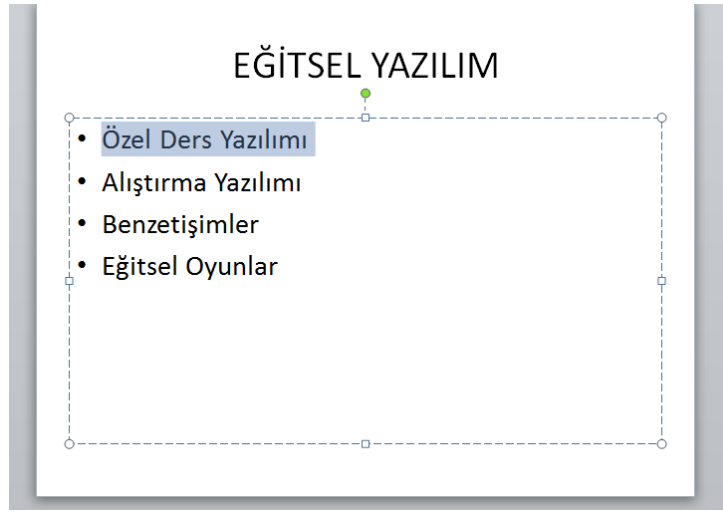 EĞİTSEL YAZILIM
• Özel Ders Yazılımı
• Alıştırma Yazılımı
• Benzetişimler
• Eğitsel Oyunlar